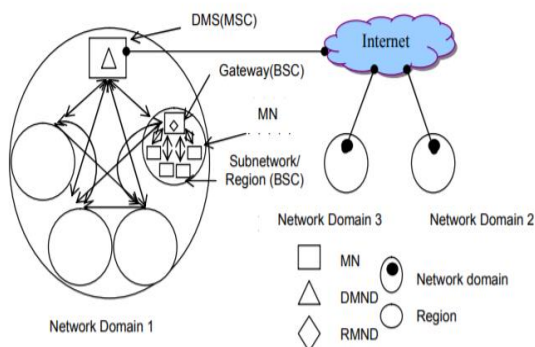 DMS(MSC)
Internet
Gateway(BSC)
MN
Subnetwork/
Region (BSC)
Network Domain 3
Network Domain 2
MN
Network domain
DMND
Region
RMND
Network Domain 1